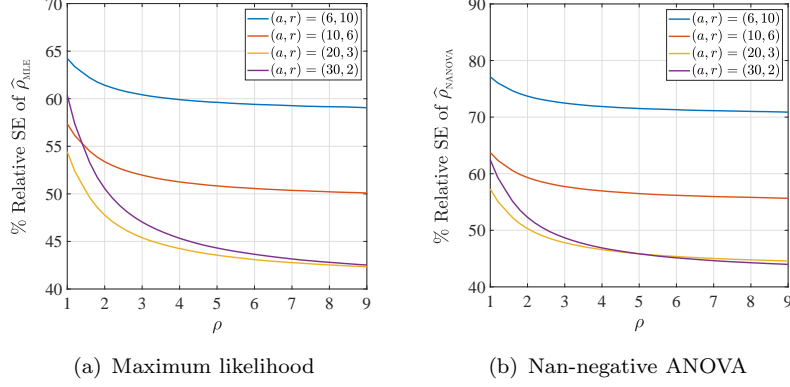 % Relative SE of ρ̂_MLE
70
65
60
55
50
45
40
1 2 3 4 5 6 7 8 9
ρ
(a, r) = (6, 10)
(a, r) = (10, 6)
(a, r) = (20, 3)
(a, r) = (30, 2)
(a) Maximum likelihood
% Relative SE of ρ̂_NANOVA
90
80
70
60
50
40
1 2 3 4 5 6 7 8 9
ρ
(a, r) = (6, 10)
(a, r) = (10, 6)
(a, r) = (20, 3)
(a, r) = (30, 2)
(b) Nan-negative ANOVA